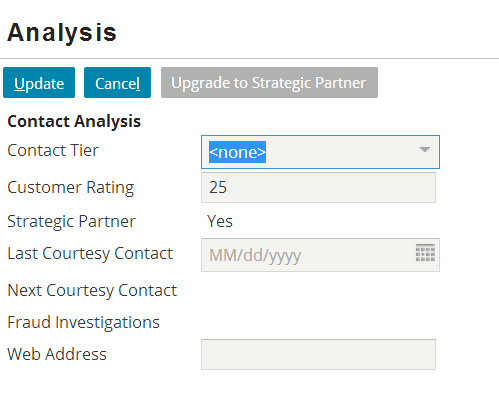 Analysis
Update Cancel Upgrade to Strategic Partner
Contact Analysis
Contact Tier <none>
Customer Rating 25
Strategic Partner Yes
Last Courtesy Contact MM/dd/yyyy
Next Courtesy Contact
Fraud Investigations
Web Address